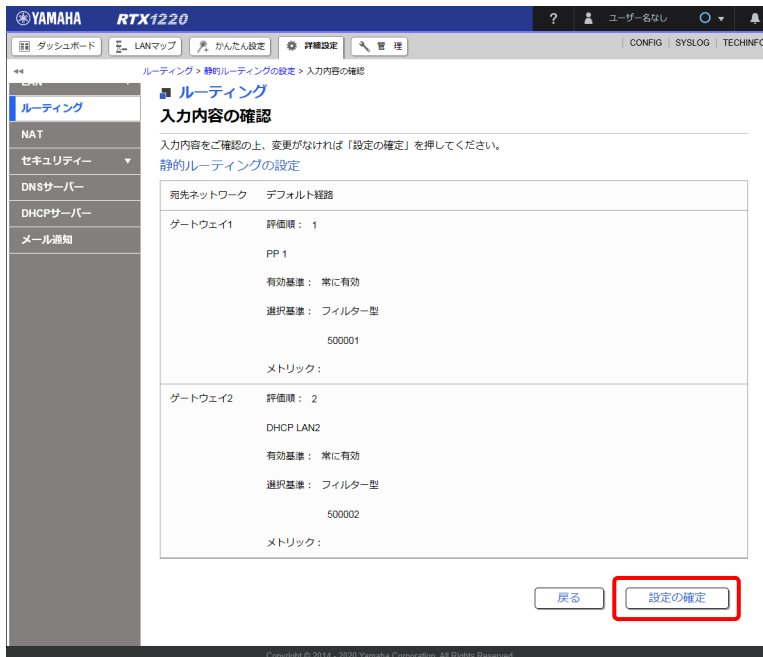 YAMAHA RTX1220 ? ユーザーなし
ダッシュボード LANマップ かんたん設定 詳細設定 管 理 CONFIG SYSLOG TECHINFO
ルーティング > 静的ルーティングの設定 > 入力内容の確認
LAN
ルーティング
NAT
セキュリティー
DNSサーバー
DHCPサーバー
メール通知
ルーティング
入力内容の確認
入力内容をご確認の上、変更がなければ「設定の確定」を押してください。
静的ルーティングの設定
宛先ネットワーク デフォルト経路
ゲートウェイ1 評価順： 1
PP 1
有効基準： 常に有効
選択基準： フィルター型
500001
メトリック：
ゲートウェイ2 評価順： 2
DHCP LAN2
有効基準： 常に有効
選択基準： フィルター型
500002
メトリック：
戻る 設定の確定
Copyright © 2014 - 2020 Yamaha Corporation. All Rights Reserved.